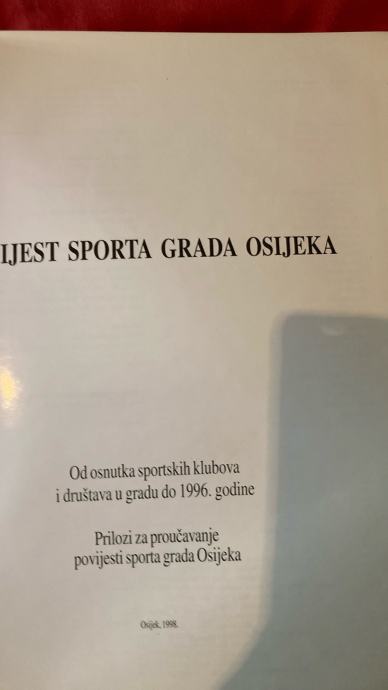 IJEST SPORTA GRADA OSIJEKA
Od osnutka sportskih klubova
i društava u gradu do 1996. godine
Prilozi za proučavanje
povijesti sporta grada Osijeka
Osijek, 1998.